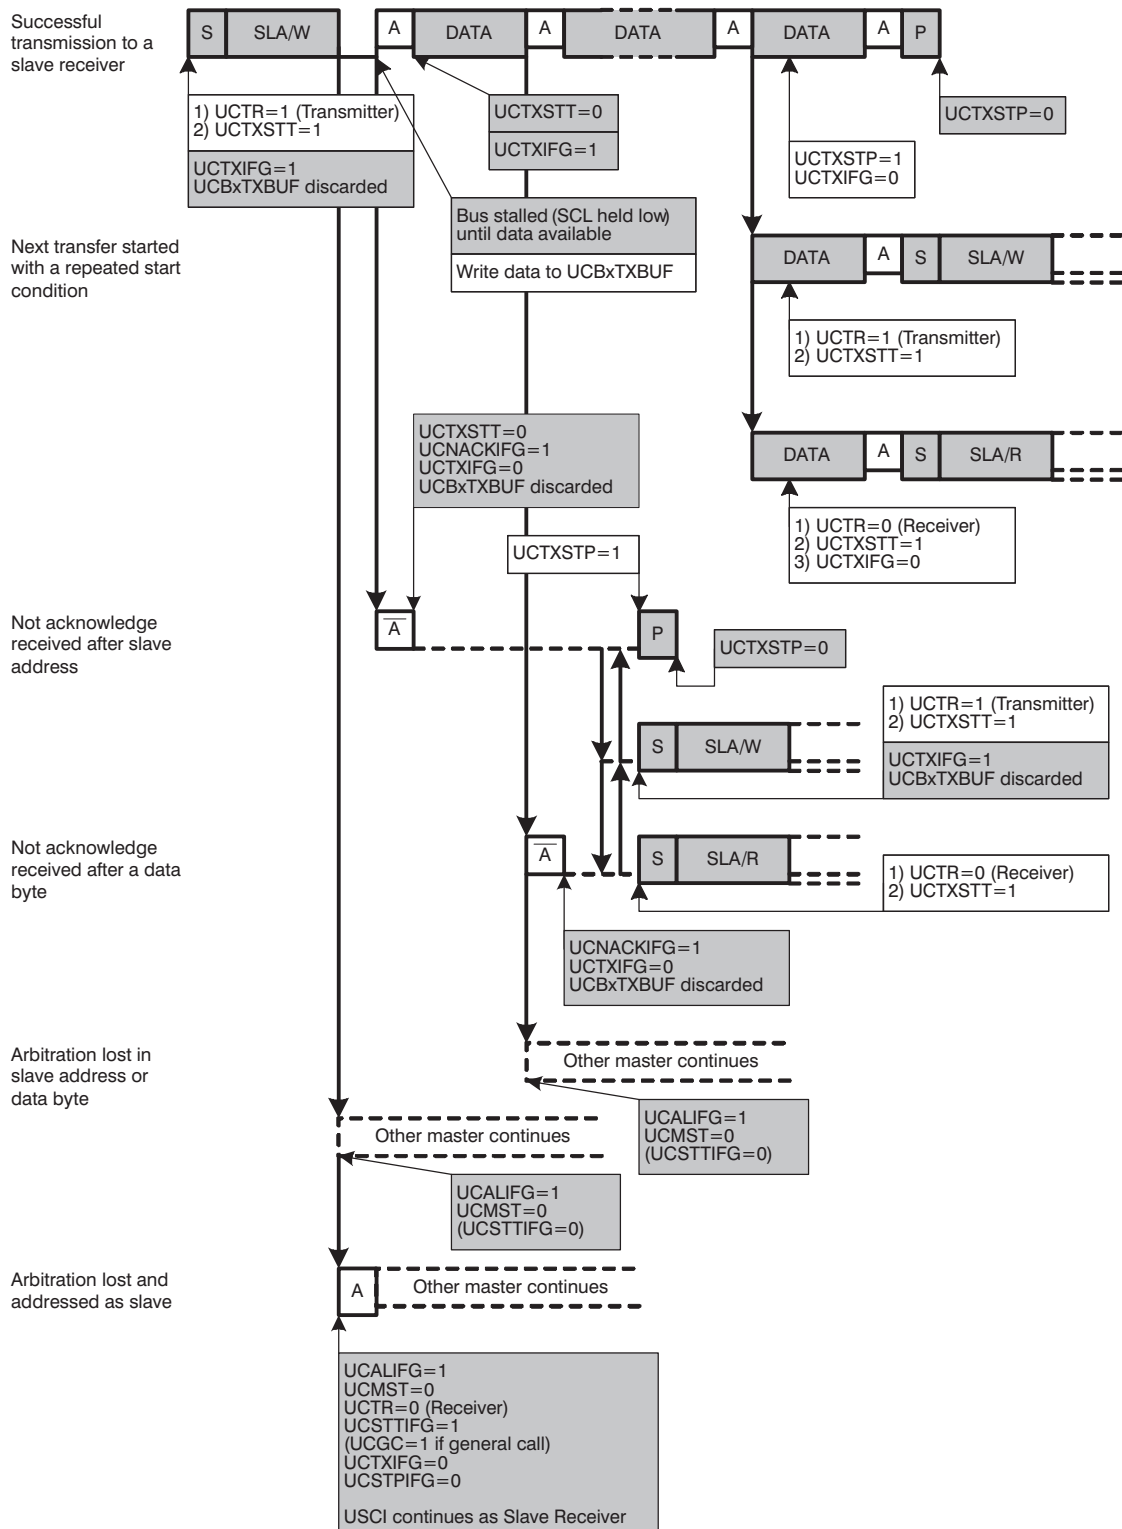 Successful
transmission to a
slave receiver
S SLA/W A DATA A DATA A DATA A P
1) UCTR=1 (Transmitter)
2) UCTXSTT=1
UCTXIFG=1
UCBxTXBUF discarded
UCTXSTT=0
UCTXIFG=1
Bus stalled (SCL held low)
until data available
Write data to UCBxTXBUF
UCTXSTP=1
UCTXIFG=0
UCTXSTP=0
Next transfer started
with a repeated start
condition
DATA A S SLA/W
1) UCTR=1 (Transmitter)
2) UCTXSTT=1
DATA A S SLA/R
1) UCTR=0 (Receiver)
2) UCTXSTT=1
3) UCTXIFG=0
UCTXSTT=0
UCNACKIFG=1
UCTXIFG=0
UCBxTXBUF discarded
UCTXSTP=1
Not acknowledge
received after slave
address
A̅ P
UCTXSTP=0
S SLA/W
1) UCTR=1 (Transmitter)
2) UCTXSTT=1
UCTXIFG=1
UCBxTXBUF discarded
Not acknowledge
received after a data
byte
A̅ S SLA/R
1) UCTR=0 (Receiver)
2) UCTXSTT=1
UCNACKIFG=1
UCTXIFG=0
UCBxTXBUF discarded
Arbitration lost in
slave address or
data byte
Other master continues
UCALIFG=1
UCMST=0
(UCSTTIFG=0)
Other master continues
UCALIFG=1
UCMST=0
(UCSTTIFG=0)
Arbitration lost and
addressed as slave
A Other master continues
UCALIFG=1
UCMST=0
UCTR=0 (Receiver)
UCSTTIFG=1
(UCGC=1 if general call)
UCTXIFG=0
UCSTPIFG=0
USCI continues as Slave Receiver